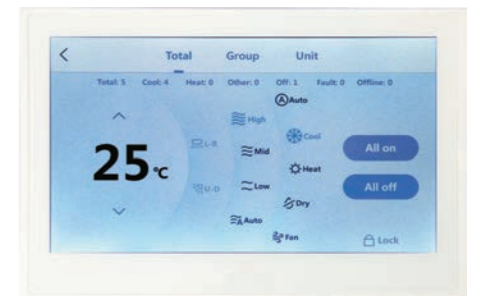 < Total Group Unit
Total: 5 Cool: 4 Heat: 0 Other: 0 Off: 1 Fault: 0 Offline: 0
A Auto
High
Cool
L-R
Mid
All on
25°C
Heat
U-D
Low
All off
Dry
A Auto
Fan
Lock